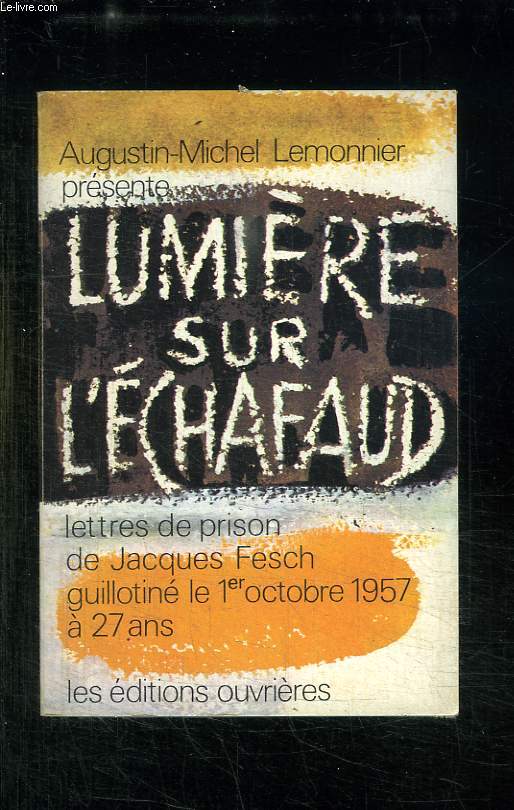 Le-livre.com
Augustin-Michel Lemonnier
présente
LUMIÈRE
SUR
L'ÉCHAFAUD
lettres de prison
de Jacques Fesch
guillotiné le 1er octobre 1957
à 27 ans
les éditions ouvrières